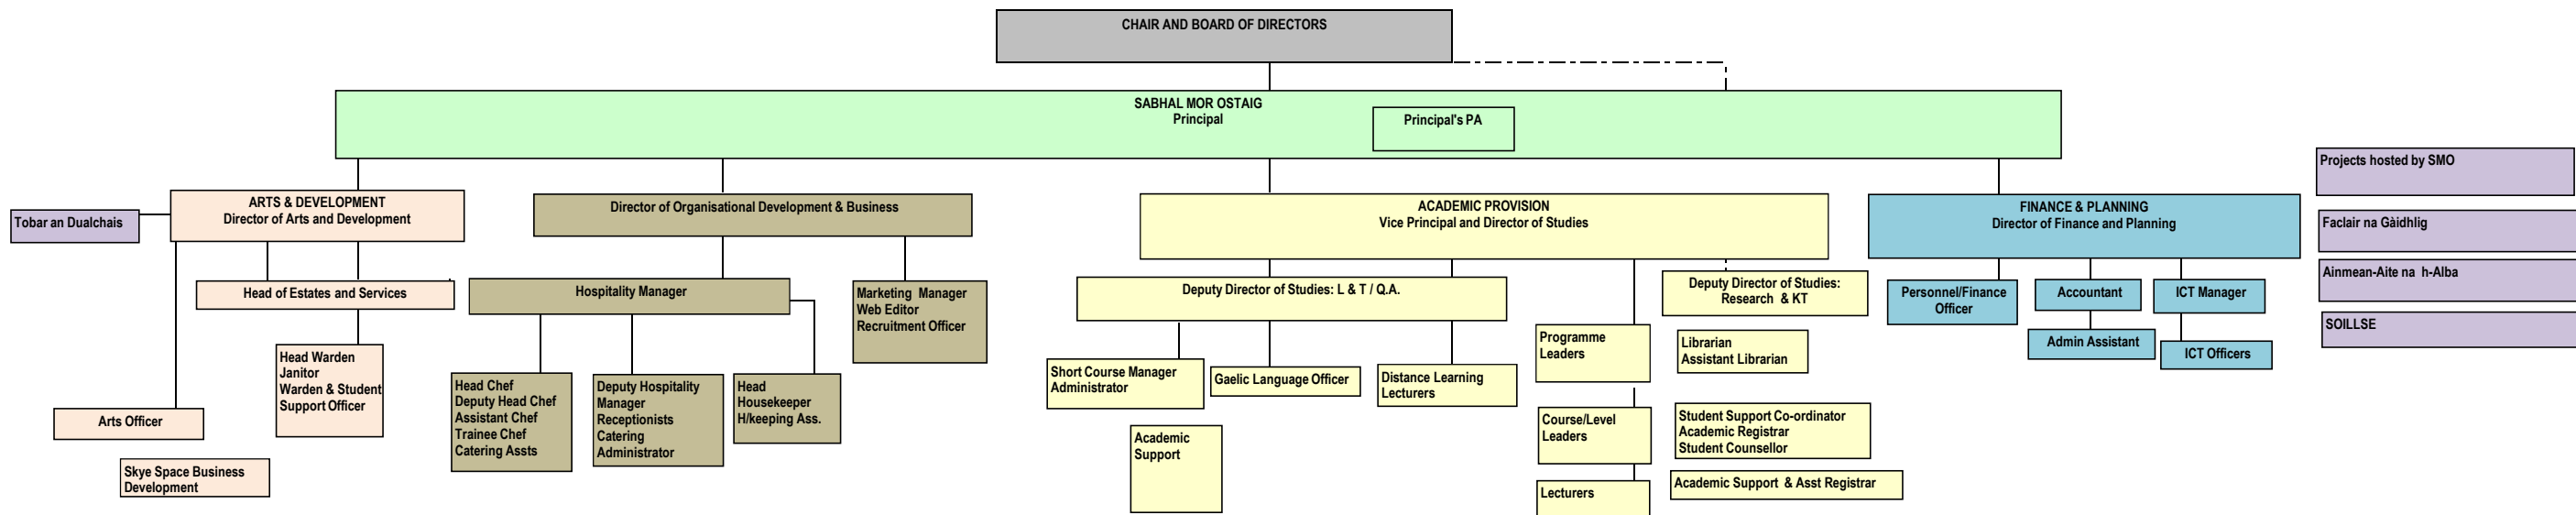 CHAIR AND BOARD OF DIRECTORS
SABHAL MOR OSTAIG
Principal
Principal's PA
Projects hosted by SMO
Tobar an Dualchais
ARTS & DEVELOPMENT
Director of Arts and Development
Director of Organisational Development & Business
ACADEMIC PROVISION
Vice Principal and Director of Studies
FINANCE & PLANNING
Director of Finance and Planning
Faclair na Gàidhlig
Ainmean-Aite na h-Alba
SOILLSE
Head of Estates and Services
Hospitality Manager
Marketing Manager
Web Editor
Recruitment Officer
Deputy Director of Studies: L & T / Q.A.
Deputy Director of Studies:
Research & KT
Personnel/Finance
Officer
Accountant
ICT Manager
Admin Assistant
ICT Officers
Head Warden
Janitor
Warden & Student
Support Officer
Arts Officer
Skye Space Business
Development
Head Chef
Deputy Head Chef
Assistant Chef
Trainee Chef
Catering Assts
Deputy Hospitality
Manager
Receptionists
Catering
Administrator
Head
Housekeeper
H/keeping Ass.
Short Course Manager
Administrator
Gaelic Language Officer
Distance Learning
Lecturers
Academic
Support
Programme
Leaders
Course/Level
Leaders
Lecturers
Librarian
Assistant Librarian
Student Support Co-ordinator
Academic Registrar
Student Counsellor
Academic Support & Asst Registrar